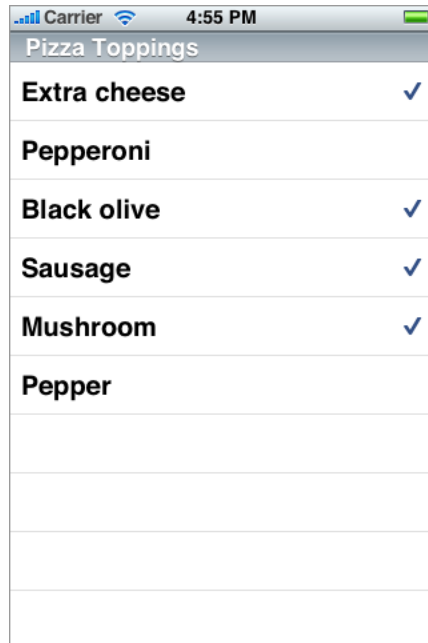 Carrier 4:55 PM
Pizza Toppings
Extra cheese
Pepperoni
Black olive
Sausage
Mushroom
Pepper